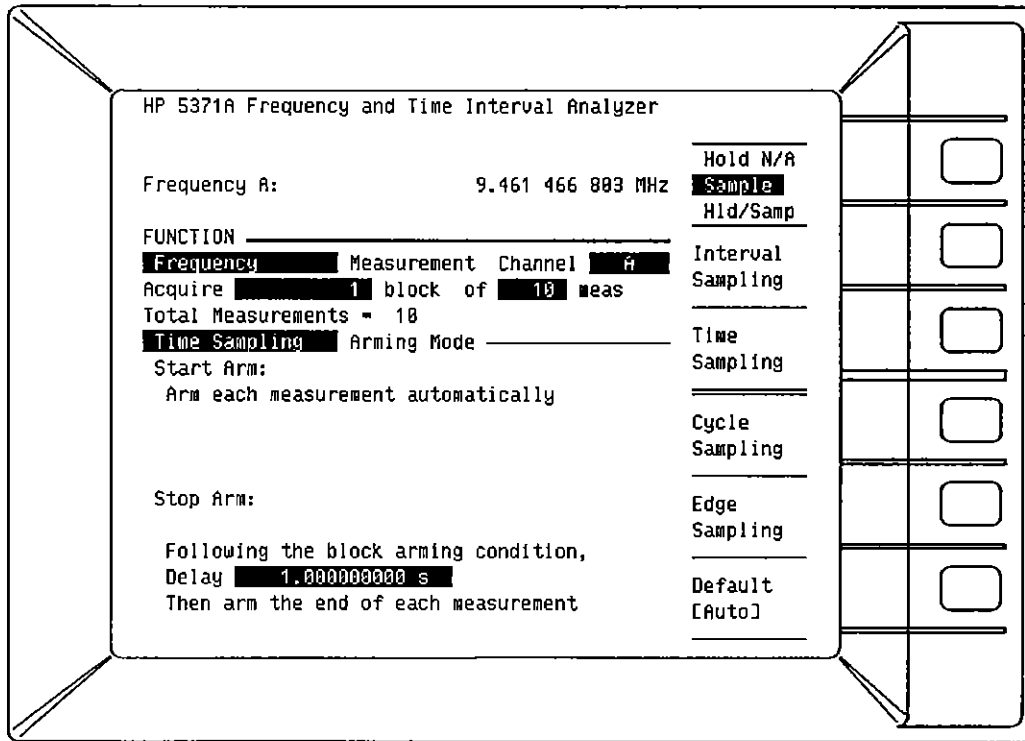 HP 5371A Frequency and Time Interval Analyzer
Frequency A: 9.461 466 803 MHz
FUNCTION
Frequency Measurement Channel A
Acquire 1 block of 10 meas
Total Measurements = 10
Time Sampling Arming Mode
Start Arm:
Arm each measurement automatically
Stop Arm:
Following the block arming condition,
Delay 1.000000000 s
Then arm the end of each measurement
Hold N/A
Sample
Hld/Samp
Interval
Sampling
Time
Sampling
Cycle
Sampling
Edge
Sampling
Default
[Auto]